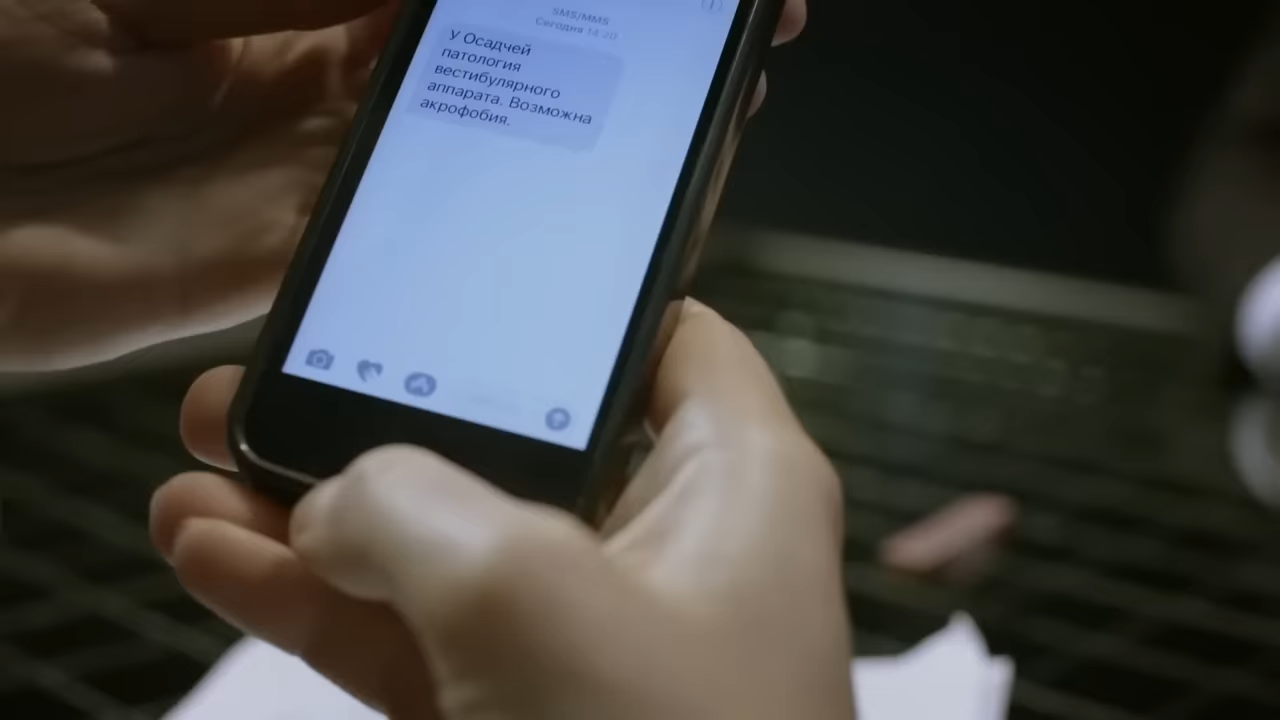 SMS/MMS
Сегодня 14:20
У Осадчей
патология
вестибулярного
аппарата. Возможна
акрофобия.